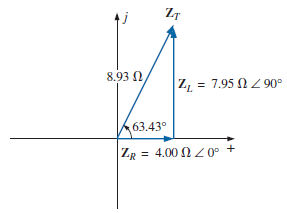 j
Z_T
8.93 Ω
Z_L = 7.95 Ω ∠ 90°
63.43°
Z_R = 4.00 Ω ∠ 0° +